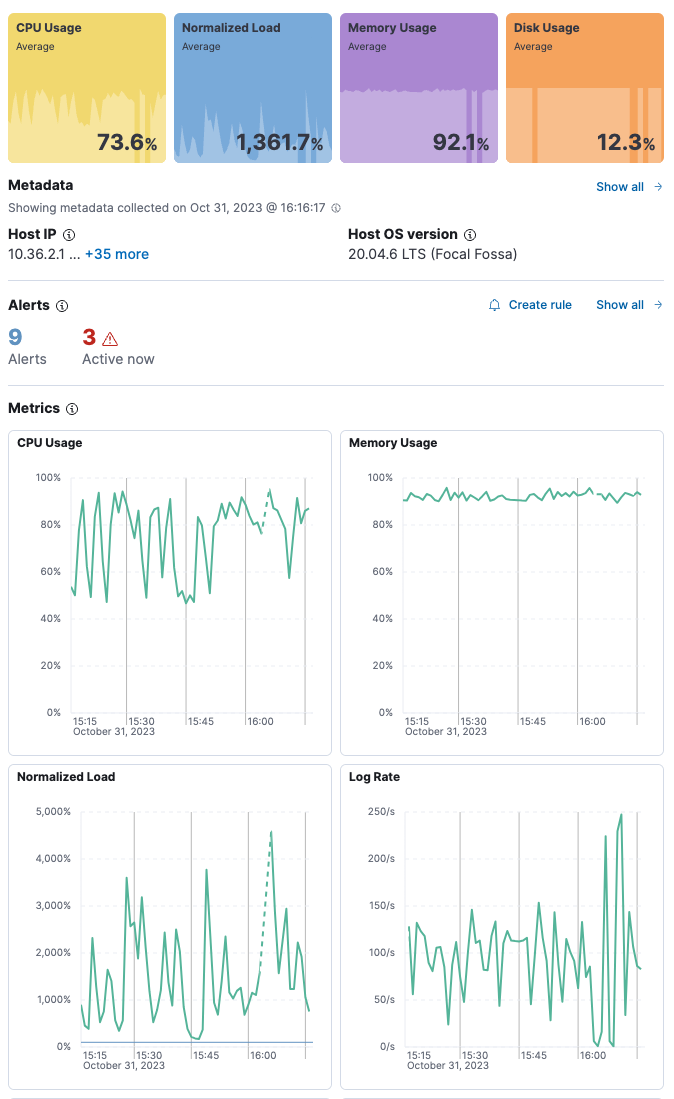 CPU Usage
Average
73.6%
Normalized Load
Average
1,361.7%
Memory Usage
Average
92.1%
Disk Usage
Average
12.3%
Metadata
Show all
Showing metadata collected on Oct 31, 2023 @ 16:16:17
Host IP
10.36.2.1 ... +35 more
Host OS version
20.04.6 LTS (Focal Fossa)
Alerts
Create rule
Show all
9
Alerts
3
Active now
Metrics
CPU Usage
100%
80%
60%
40%
20%
0%
15:15 15:30 15:45 16:00
October 31, 2023
Memory Usage
100%
80%
60%
40%
20%
0%
15:15 15:30 15:45 16:00
October 31, 2023
Normalized Load
5,000%
4,000%
3,000%
2,000%
1,000%
0%
15:15 15:30 15:45 16:00
October 31, 2023
Log Rate
250/s
200/s
150/s
100/s
50/s
0/s
15:15 15:30 15:45 16:00
October 31, 2023